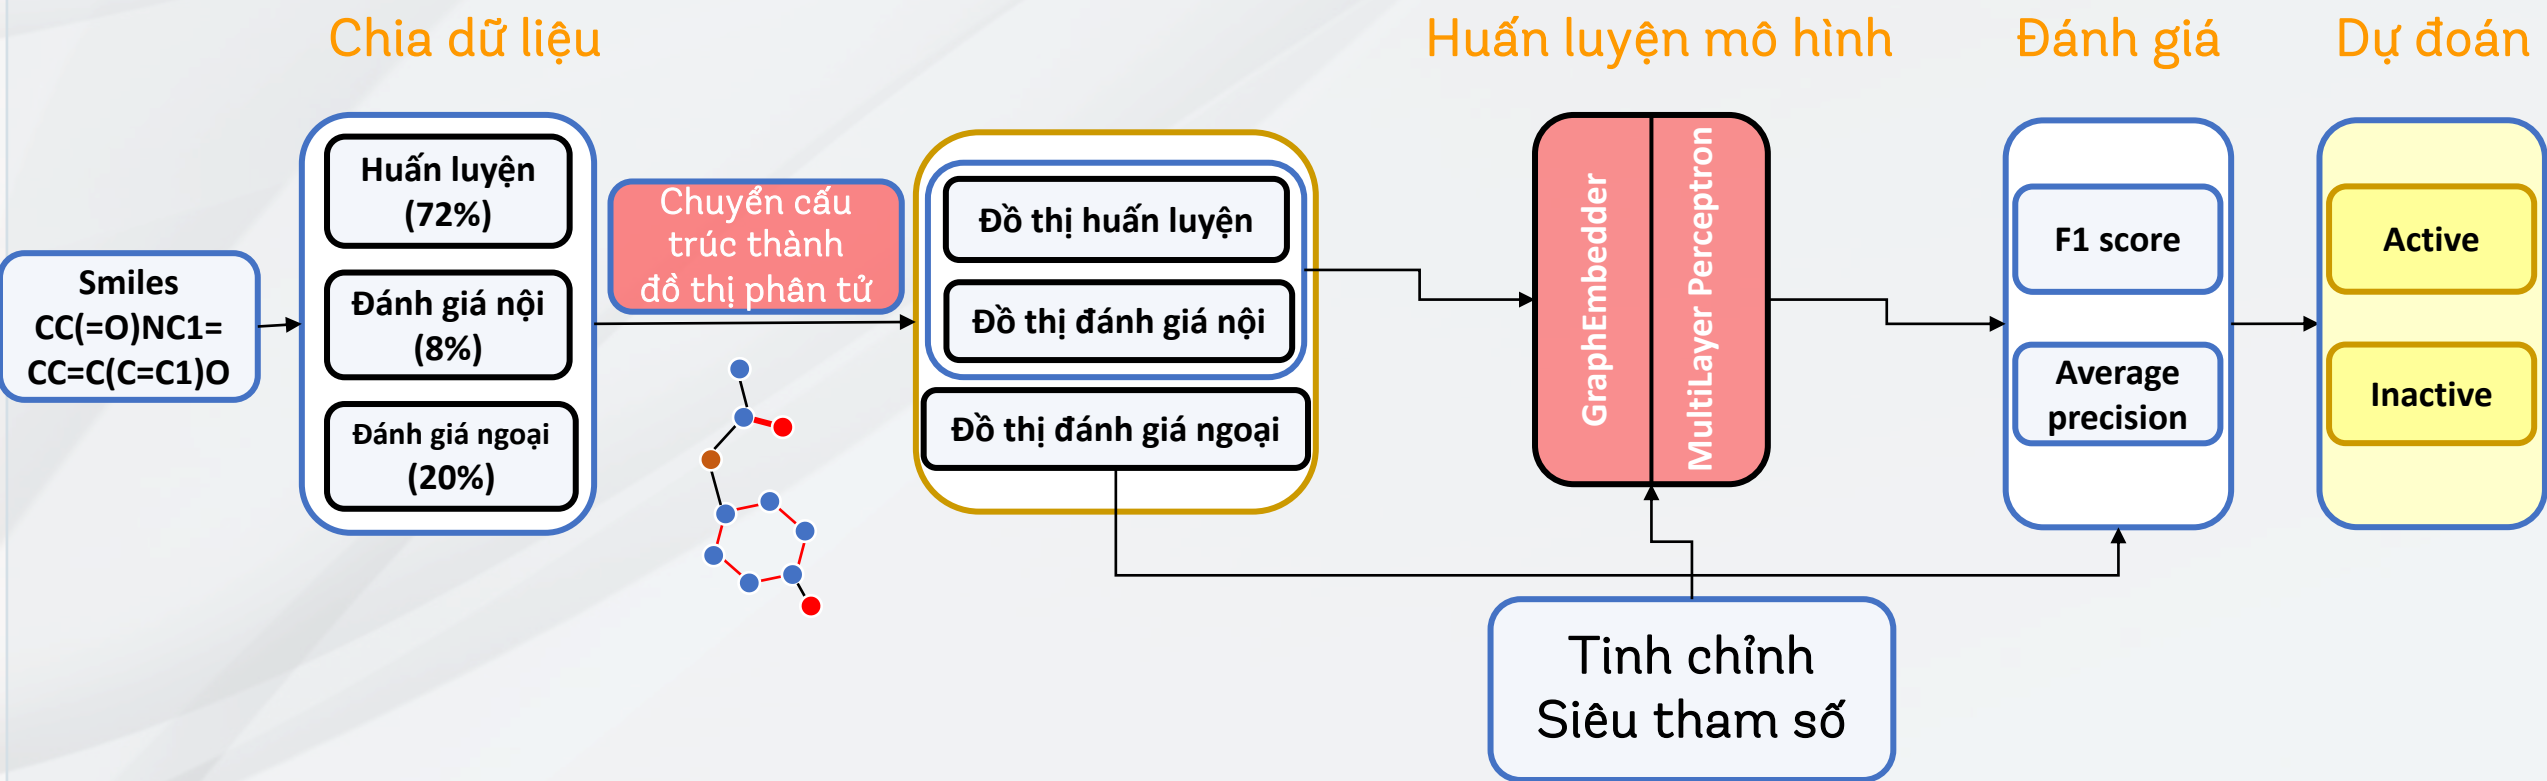 Chia dữ liệu
Huấn luyện mô hình
Đánh giá
Dự đoán
Smiles
CC(=O)NC1=
CC=C(C=C1)O
Huấn luyện
(72%)
Đánh giá nội
(8%)
Đánh giá ngoại
(20%)
Chuyển cấu
trúc thành
đồ thị phân tử
Đồ thị huấn luyện
Đồ thị đánh giá nội
Đồ thị đánh giá ngoại
GraphEmbedder
MultiLayer Perceptron
F1 score
Average
precision
Active
Inactive
Tinh chỉnh
Siêu tham số